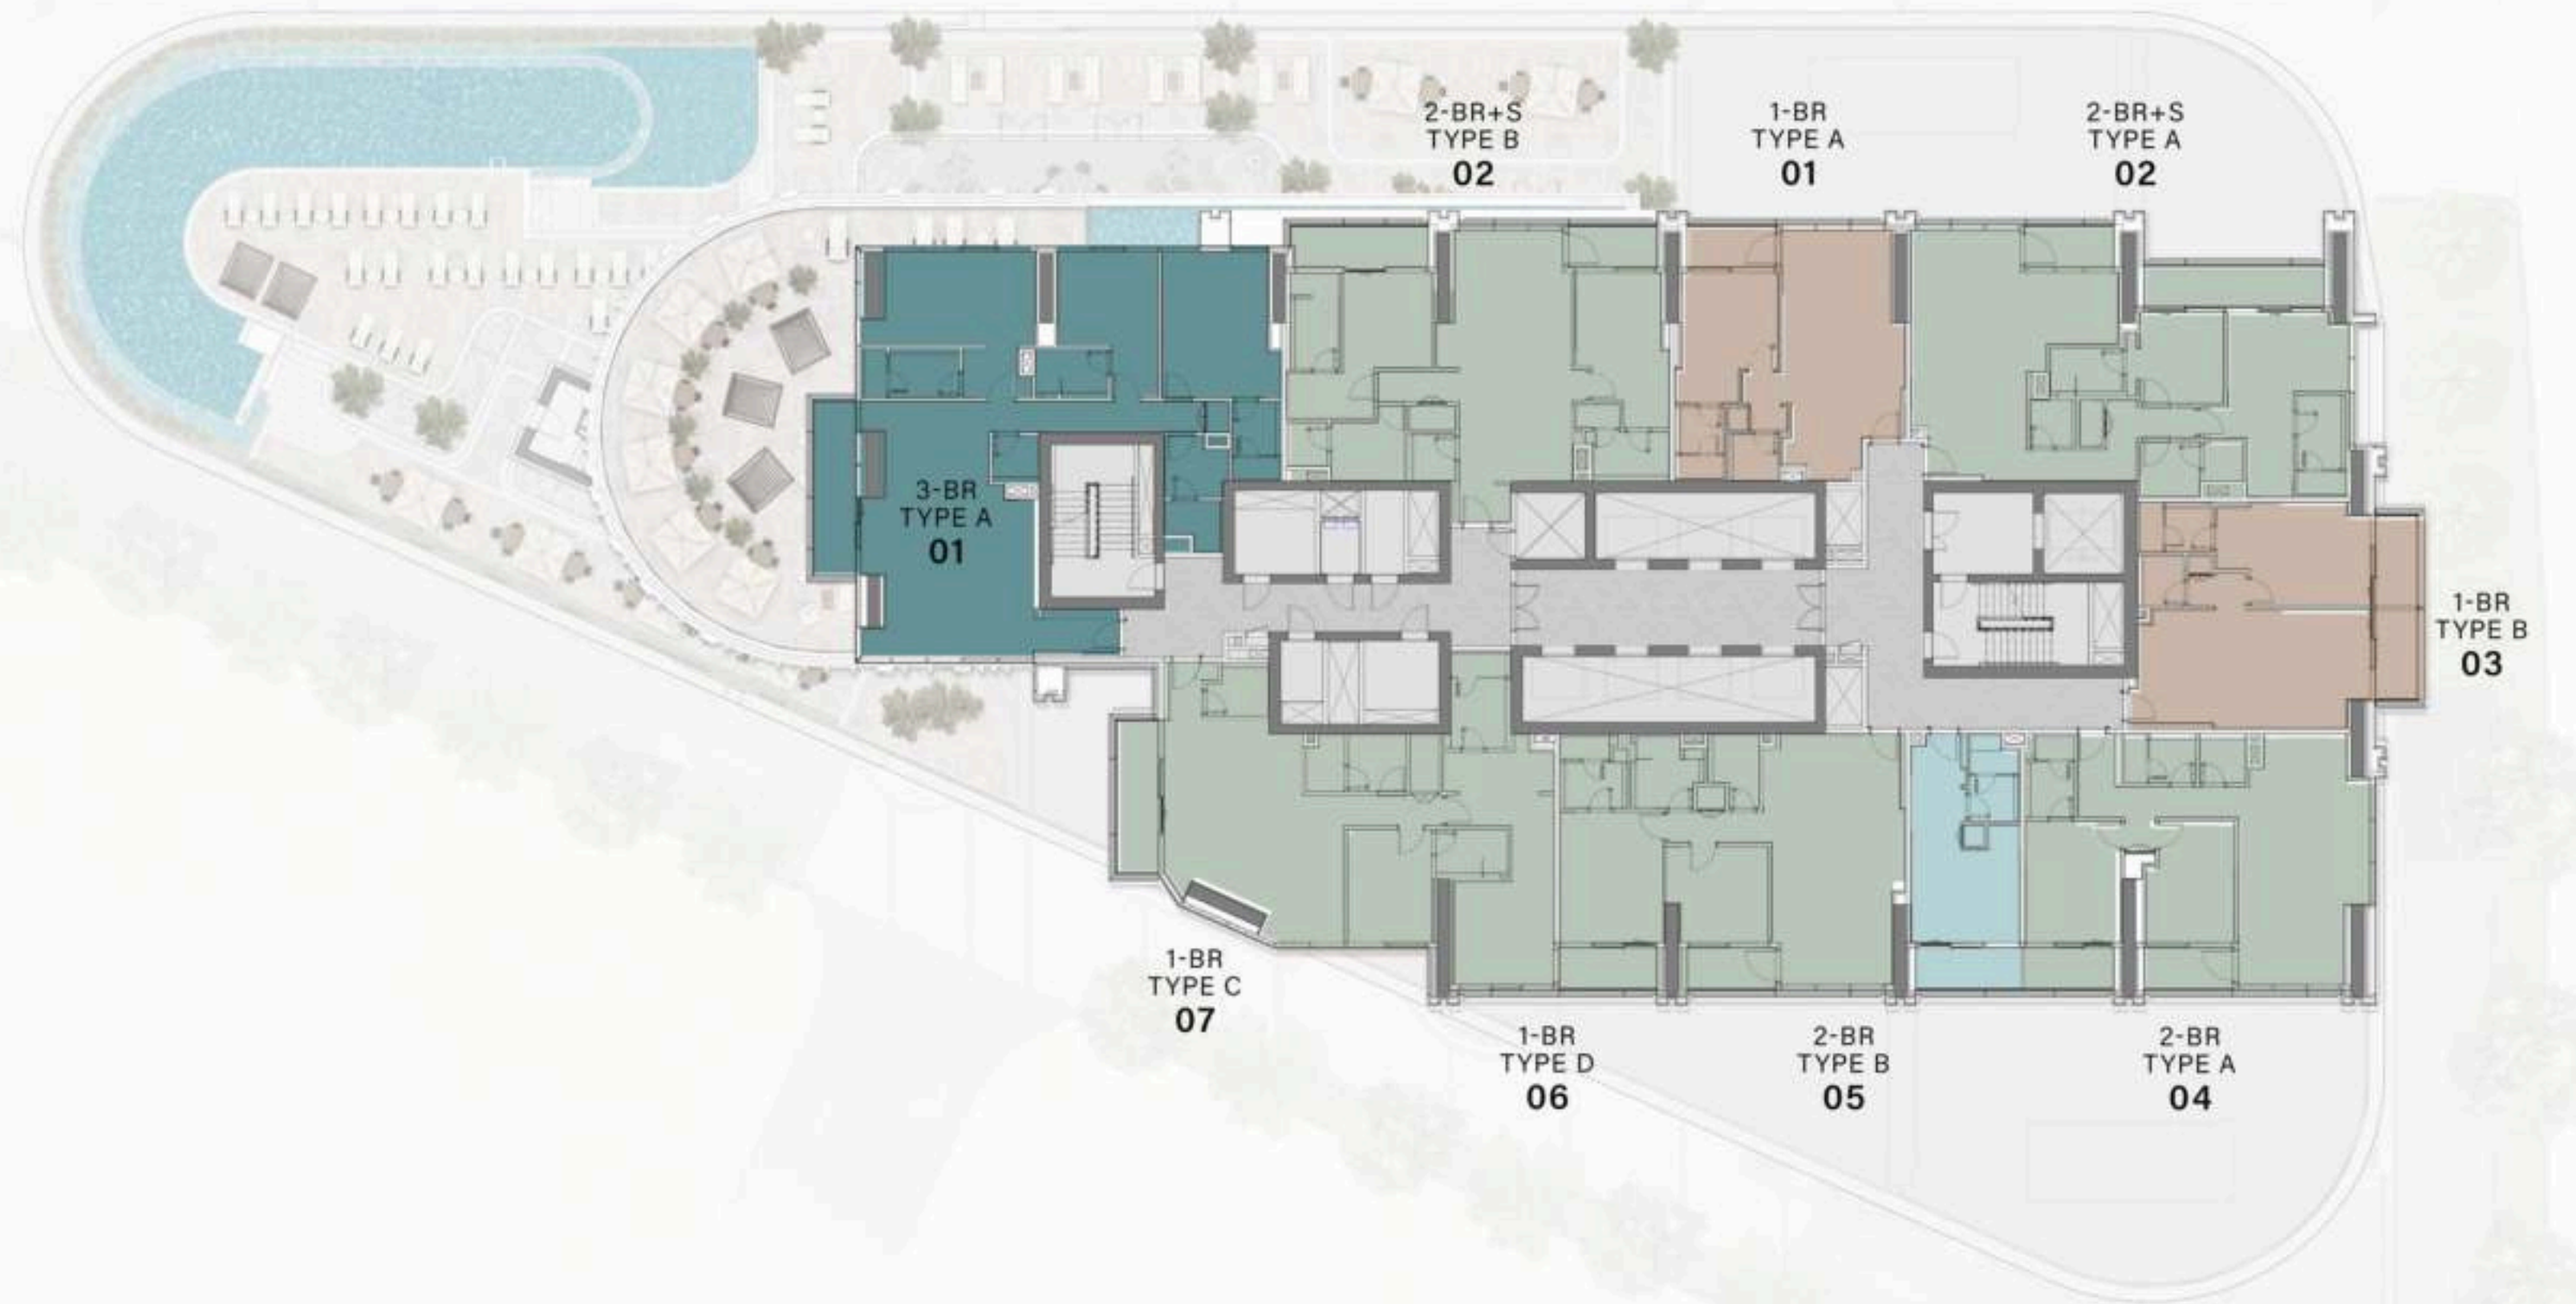 2-BR+S
TYPE B
02
1-BR
TYPE A
01
2-BR+S
TYPE A
02
3-BR
TYPE A
01
1-BR
TYPE B
03
1-BR
TYPE C
07
1-BR
TYPE D
06
2-BR
TYPE B
05
2-BR
TYPE A
04